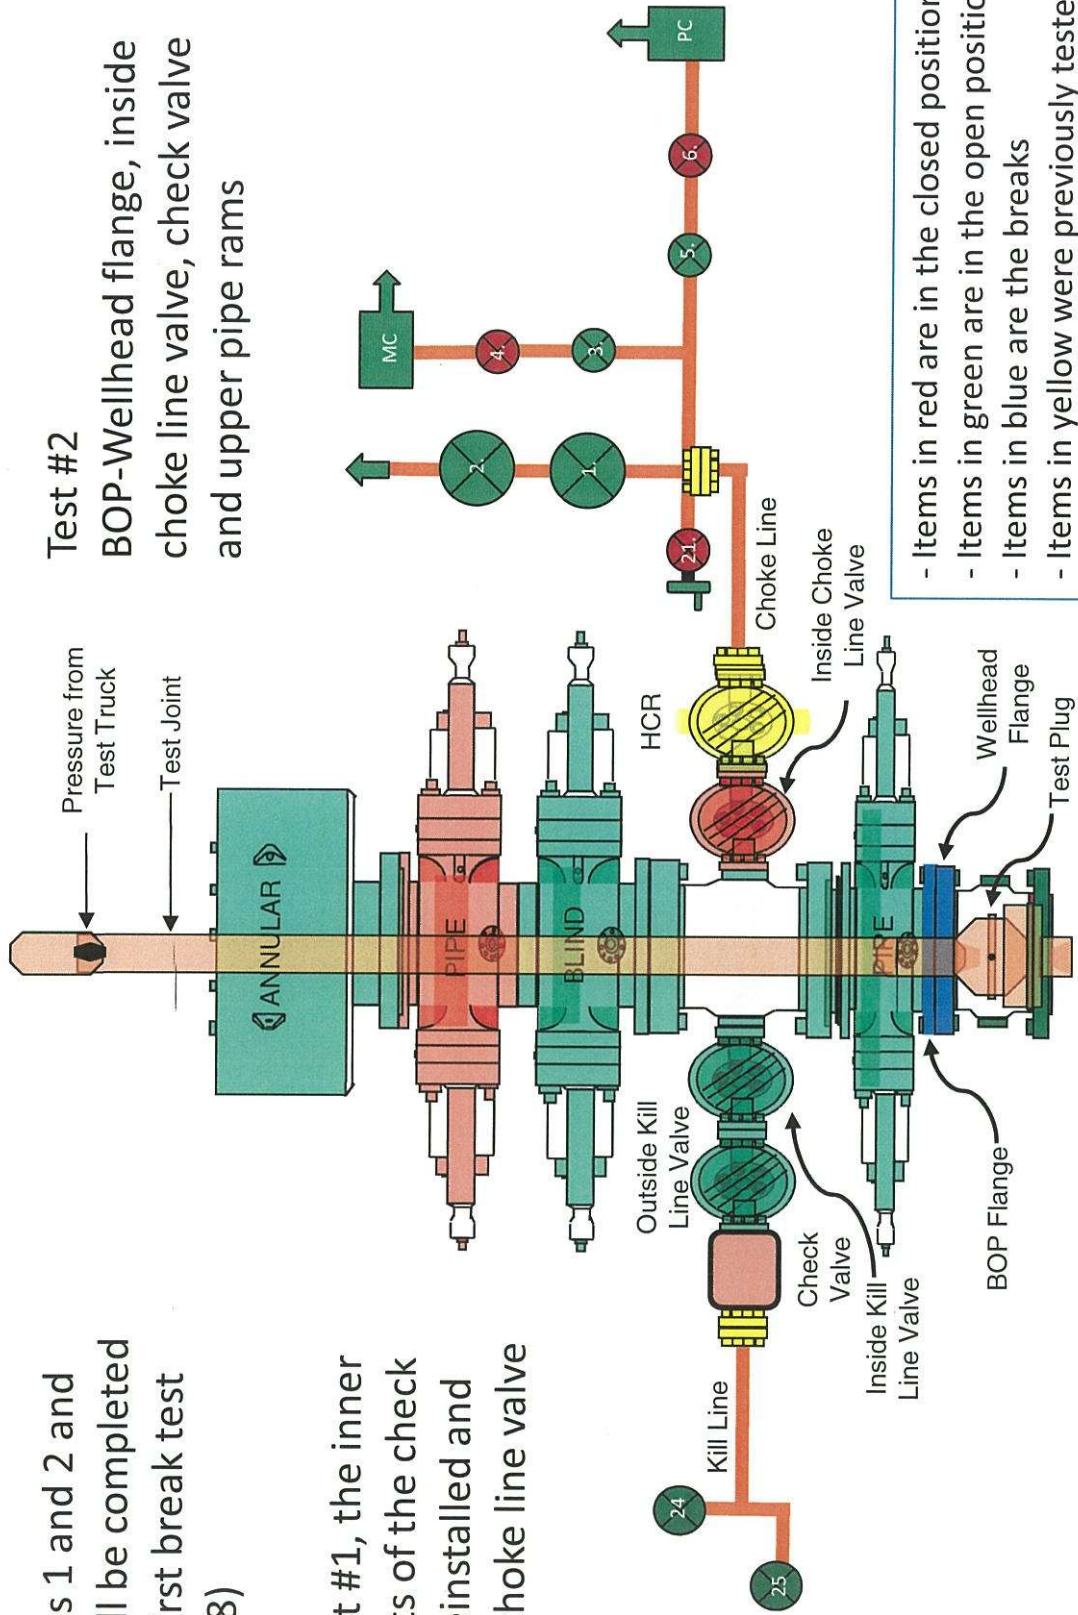 s 1 and 2 and
ll be completed
rst break test
8)
t #1, the inner
ts of the check
installed and
hoke line valve
Test #2
BOP-Wellhead flange, inside
choke line valve, check valve
and upper pipe rams
Pressure from
Test Truck
Test Joint
ANNULAR
PIPE
BLIND
PIPE
HCR
Inside Choke
Line Valve
Choke Line
Outside Kill
Line Valve
Check
Valve
Inside Kill
Line Valve
Kill Line
BOP Flange
Wellhead
Flange
Test Plug
24
25
21.
1.
2.
3.
4.
5.
6.
MC
PC
- Items in red are in the closed position
- Items in green are in the open positio
- Items in blue are the breaks
- Items in yellow were previously teste